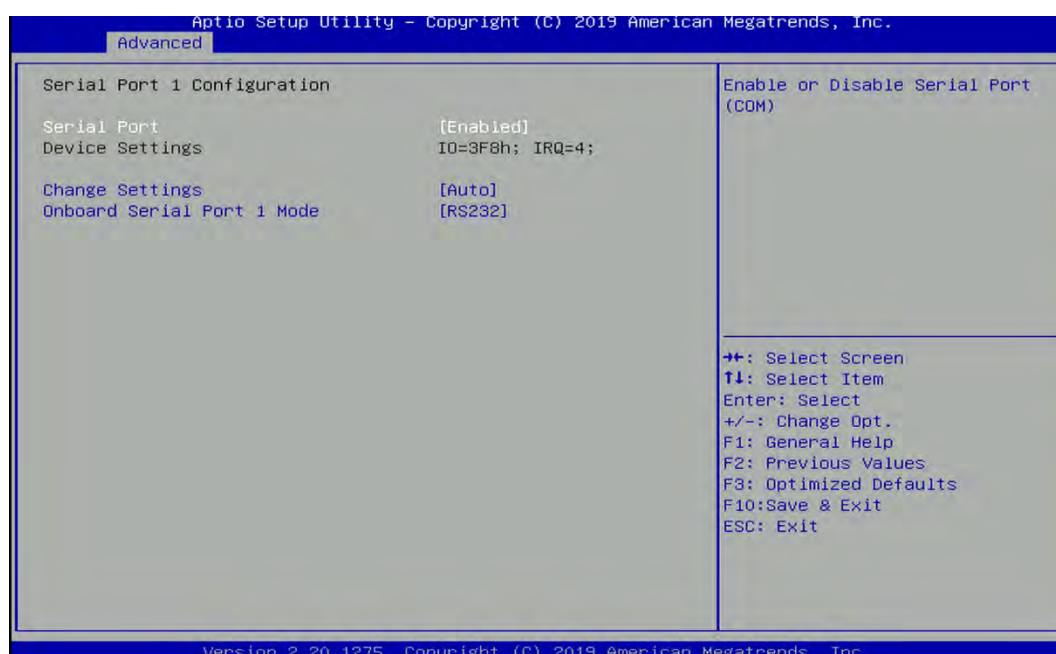 Aptio Setup Utility – Copyright (C) 2019 American Megatrends, Inc.
Advanced
Serial Port 1 Configuration
Serial Port [Enabled]
Device Settings IO=3F8h; IRQ=4;
Change Settings [Auto]
Onboard Serial Port 1 Mode [RS232]
Enable or Disable Serial Port
(COM)
→←: Select Screen
↑↓: Select Item
Enter: Select
+/-: Change Opt.
F1: General Help
F2: Previous Values
F3: Optimized Defaults
F10:Save & Exit
ESC: Exit
Version 2.20.1275. Copyright (C) 2019 American Megatrends, Inc.